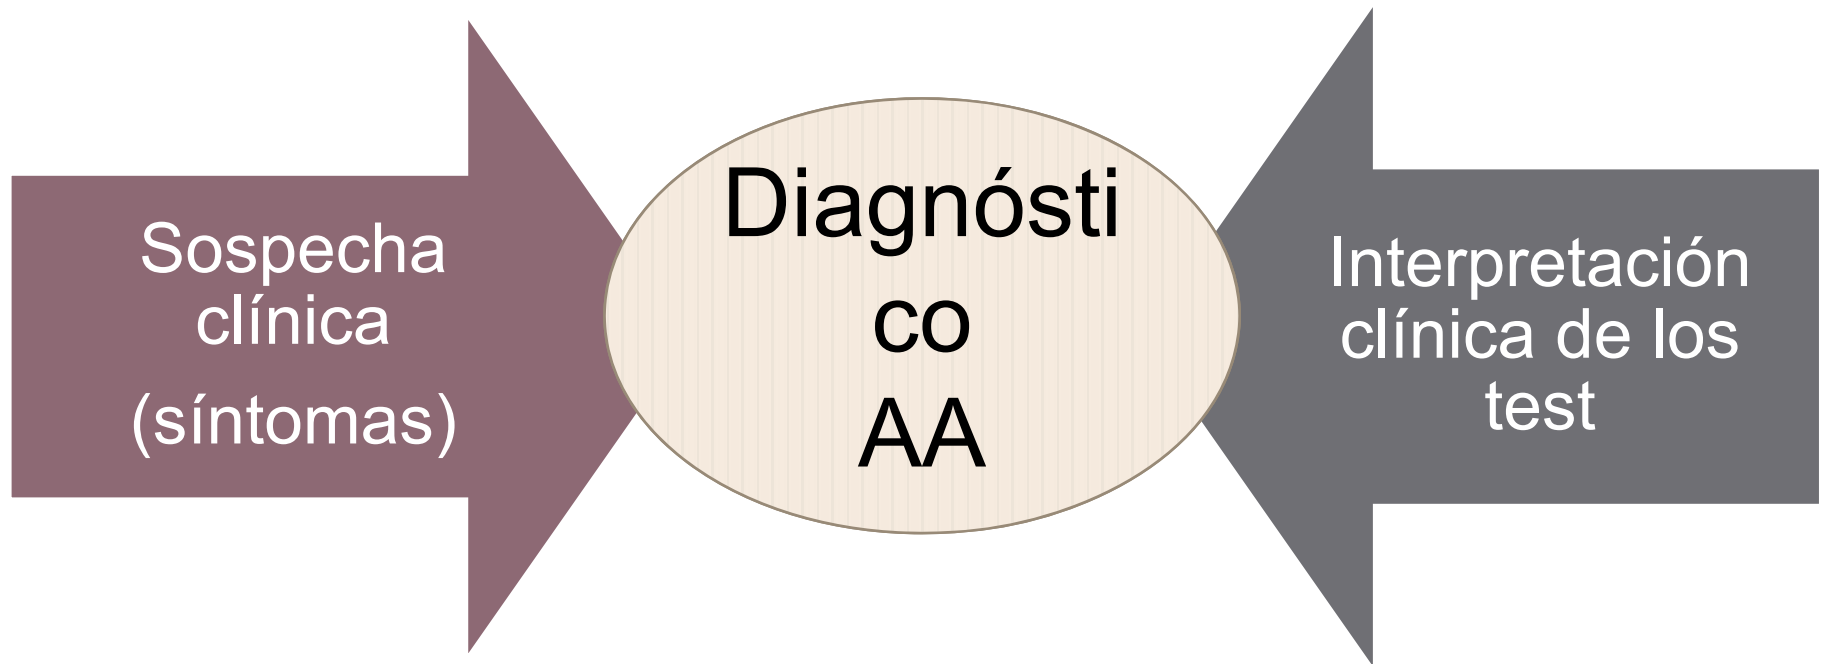 Sospecha
clínica
(síntomas)
Diagnósti
co
AA
Interpretación
clínica de los
test